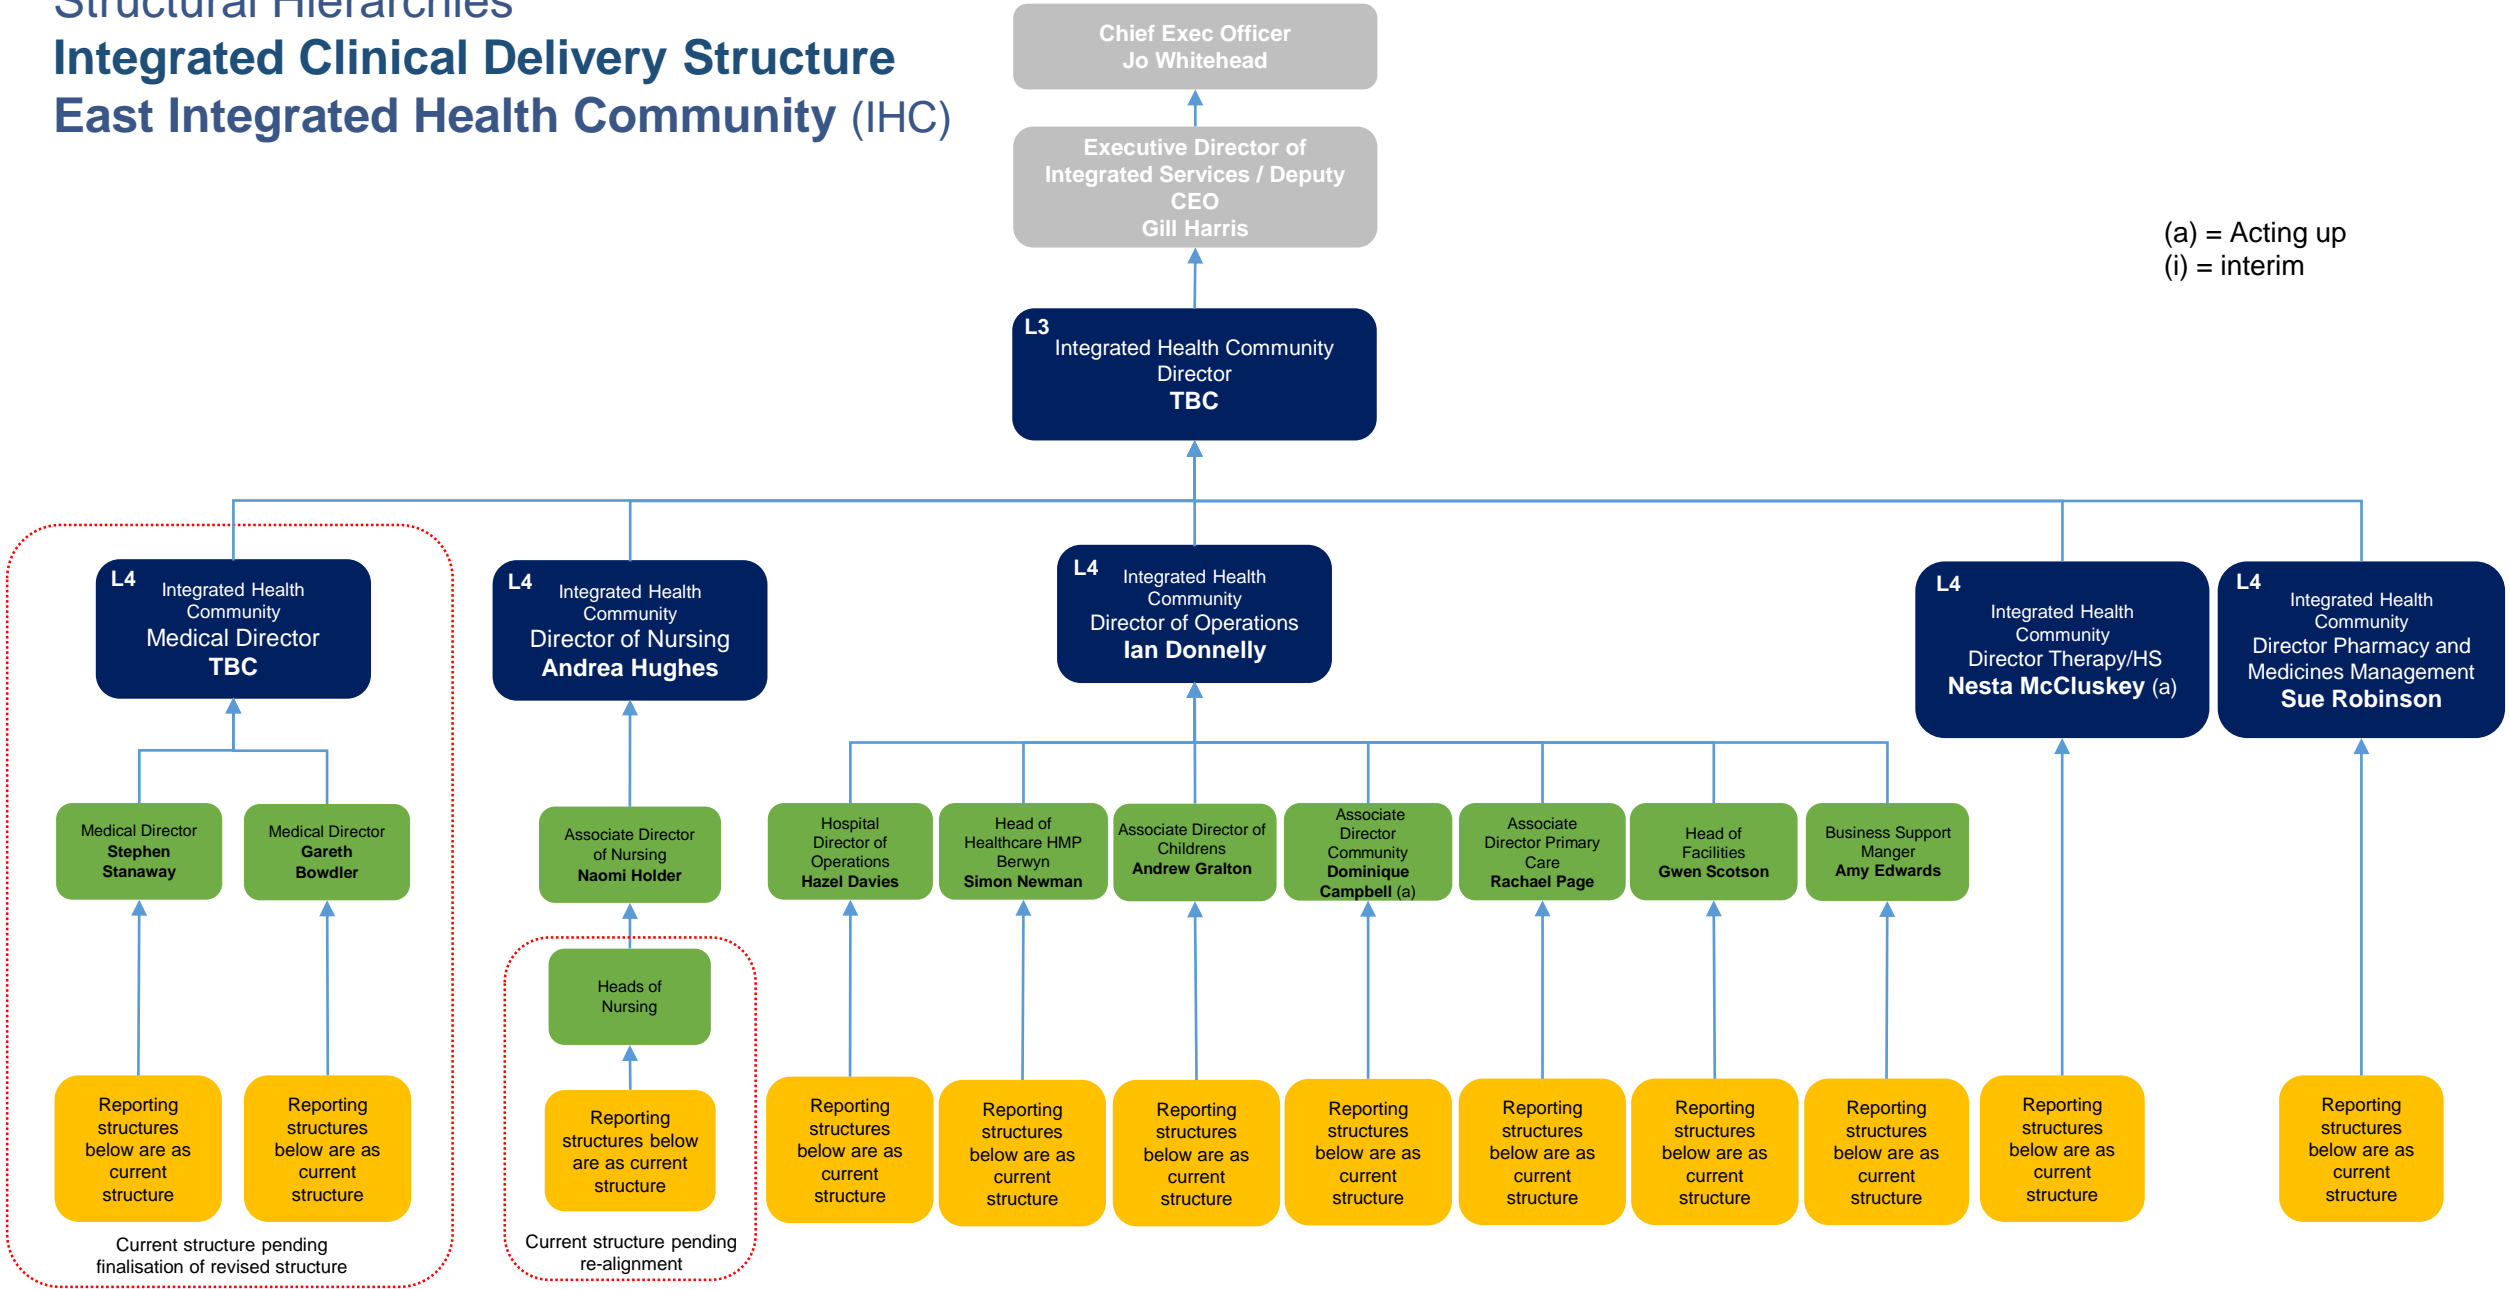 Structural Hierarchies
Integrated Clinical Delivery Structure
East Integrated Health Community (IHC)
Chief Exec Officer
Jo Whitehead
Executive Director of
Integrated Services / Deputy
CEO
Gill Harris
(a) = Acting up
(i) = interim
L3
Integrated Health Community
Director
TBC
L4
Integrated Health
Community
Medical Director
TBC
L4
Integrated Health
Community
Director of Nursing
Andrea Hughes
L4
Integrated Health
Community
Director of Operations
Ian Donnelly
L4
Integrated Health
Community
Director Therapy/HS
Nesta McCluskey (a)
L4
Integrated Health
Community
Director Pharmacy and
Medicines Management
Sue Robinson
Medical Director
Stephen
Stanaway
Medical Director
Gareth
Bowdler
Associate Director
of Nursing
Naomi Holder
Hospital
Director of
Operations
Hazel Davies
Head of
Healthcare HMP
Berwyn
Simon Newman
Associate Director of
Childrens
Andrew Gralton
Associate
Director
Community
Dominique
Campbell (a)
Associate
Director Primary
Care
Rachael Page
Head of
Facilities
Gwen Scotson
Business Support
Manger
Amy Edwards
Heads of
Nursing
Reporting
structures
below are as
current
structure
Reporting
structures
below are as
current
structure
Reporting
structures below
are as current
structure
Reporting
structures
below are as
current
structure
Reporting
structures
below are as
current
structure
Reporting
structures
below are as
current
structure
Reporting
structures
below are as
current
structure
Reporting
structures
below are as
current
structure
Reporting
structures
below are as
current
structure
Reporting
structures
below are as
current
structure
Reporting
structures
below are as
current
structure
Reporting
structures
below are as
current
structure
Current structure pending
finalisation of revised structure
Current structure pending
re-alignment